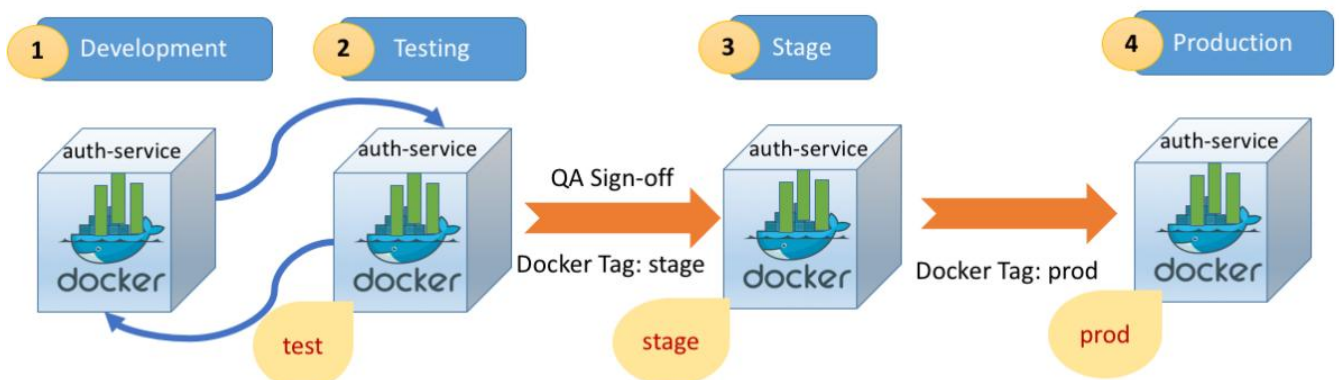 1 Development
2 Testing
3 Stage
4 Production
auth-service
docker
auth-service
docker
test
QA Sign-off
Docker Tag: stage
auth-service
docker
stage
Docker Tag: prod
auth-service
docker
prod